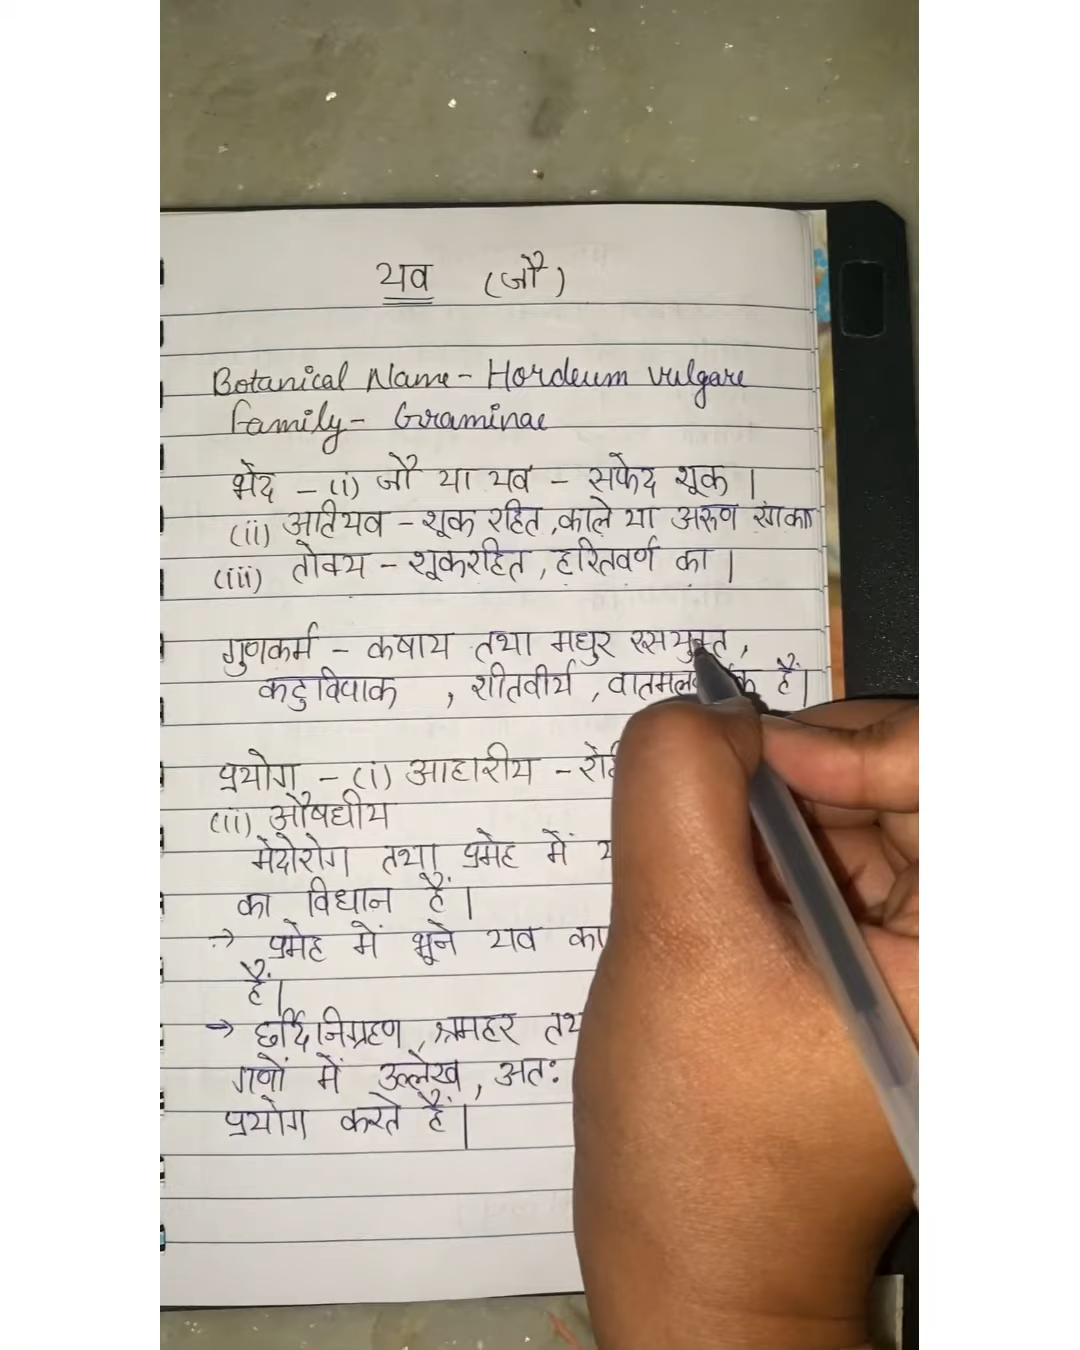 यव (जौ)
Botanical Name- Hordeum vulgare
Family- Graminae
भेद - (i) जौ या यव - सफेद शूक ।
(ii) अतियव - शूक रहित, काले या अरुण रंग का
(iii) तोक्य - शूकरहित, हरितवर्ण का ।
गुणकर्म - कषाय तथा मधुर रसयुक्त,
कटु विपाक , शीतवीर्य, हैं।
प्रयोग - (i) आहारीय -
(ii) औषधीय
मेदोरोग तथा प्रमेह में
का विधान हैं ।
→ प्रमेह में भूने यव का
हैं।
→ छर्दिनिग्रहण, श्रमहर
गणों में उल्लेख, अतः
प्रयोग करते हैं ।